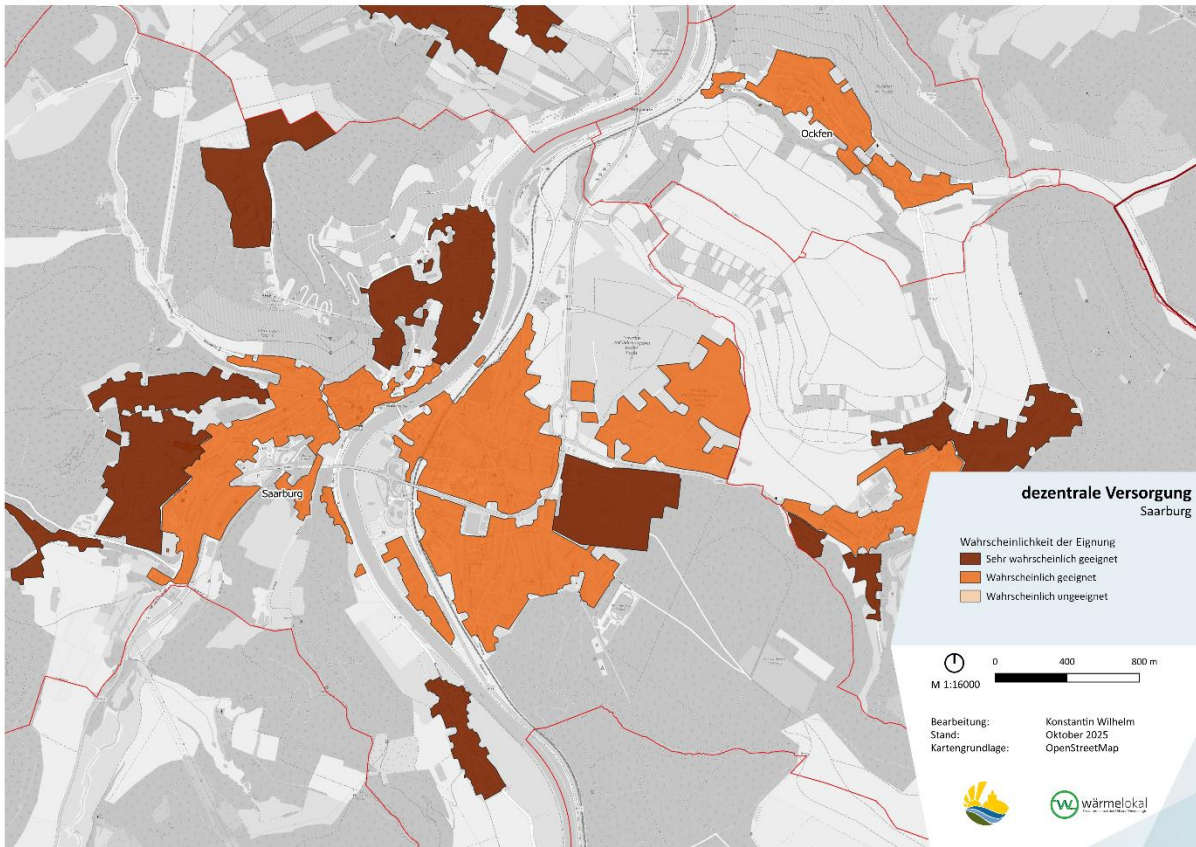 Ockfen
Saarburg
dezentrale Versorgung
Saarburg
Wahrscheinlichkeit der Eignung
Sehr wahrscheinlich geeignet
Wahrscheinlich geeignet
Wahrscheinlich ungeeignet
0 400 800 m
M 1:16000
Bearbeitung: Konstantin Wilhelm
Stand: Oktober 2025
Kartengrundlage: OpenStreetMap
wärmelokal